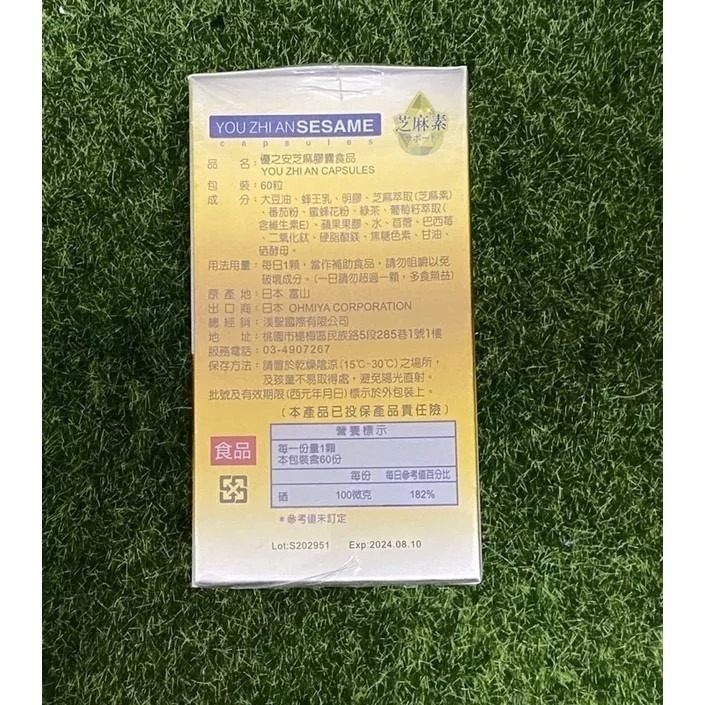 YOU ZHI AN SESAME
capsules
芝麻素
サポート
品名：優之安芝麻膠囊食品
YOU ZHI AN CAPSULES
包裝：60粒
成分：大豆油、蜂王乳、明膠、芝麻萃取(芝麻素)
、番茄粉、蜜蜂花粉、綠茶、葡萄籽萃取(
含維生素E)、蘋果果膠、水、苜蓿、巴西莓
、二氧化鈦、硬脂酸鎂、焦糖色素、甘油、
硒酵母。
用法用量：每日1顆，當作補助食品，請勿咀嚼以免
破壞成分。(一日請勿超過一顆，多食無益)
原產地：日本 富山
出口商：日本 OHMIYA CORPORATION
總經銷：漢聖國際有限公司
地址：桃園市楊梅區民族路5段285巷1號1樓
服務電話：03-4907267
保存方法：請置於乾燥陰涼(15℃-30℃)之場所，
及孩童不易取得處，避免陽光直射。
批號及有效期限(西元年月日)標示於外包裝上。
(本產品已投保產品責任險)
食品
營養標示
每一份量1顆
本包裝含60份
每份 每日參考值百分比
硒 100微克 182%
*參考值未訂定
Lot:S202951 Exp:2024.08.10